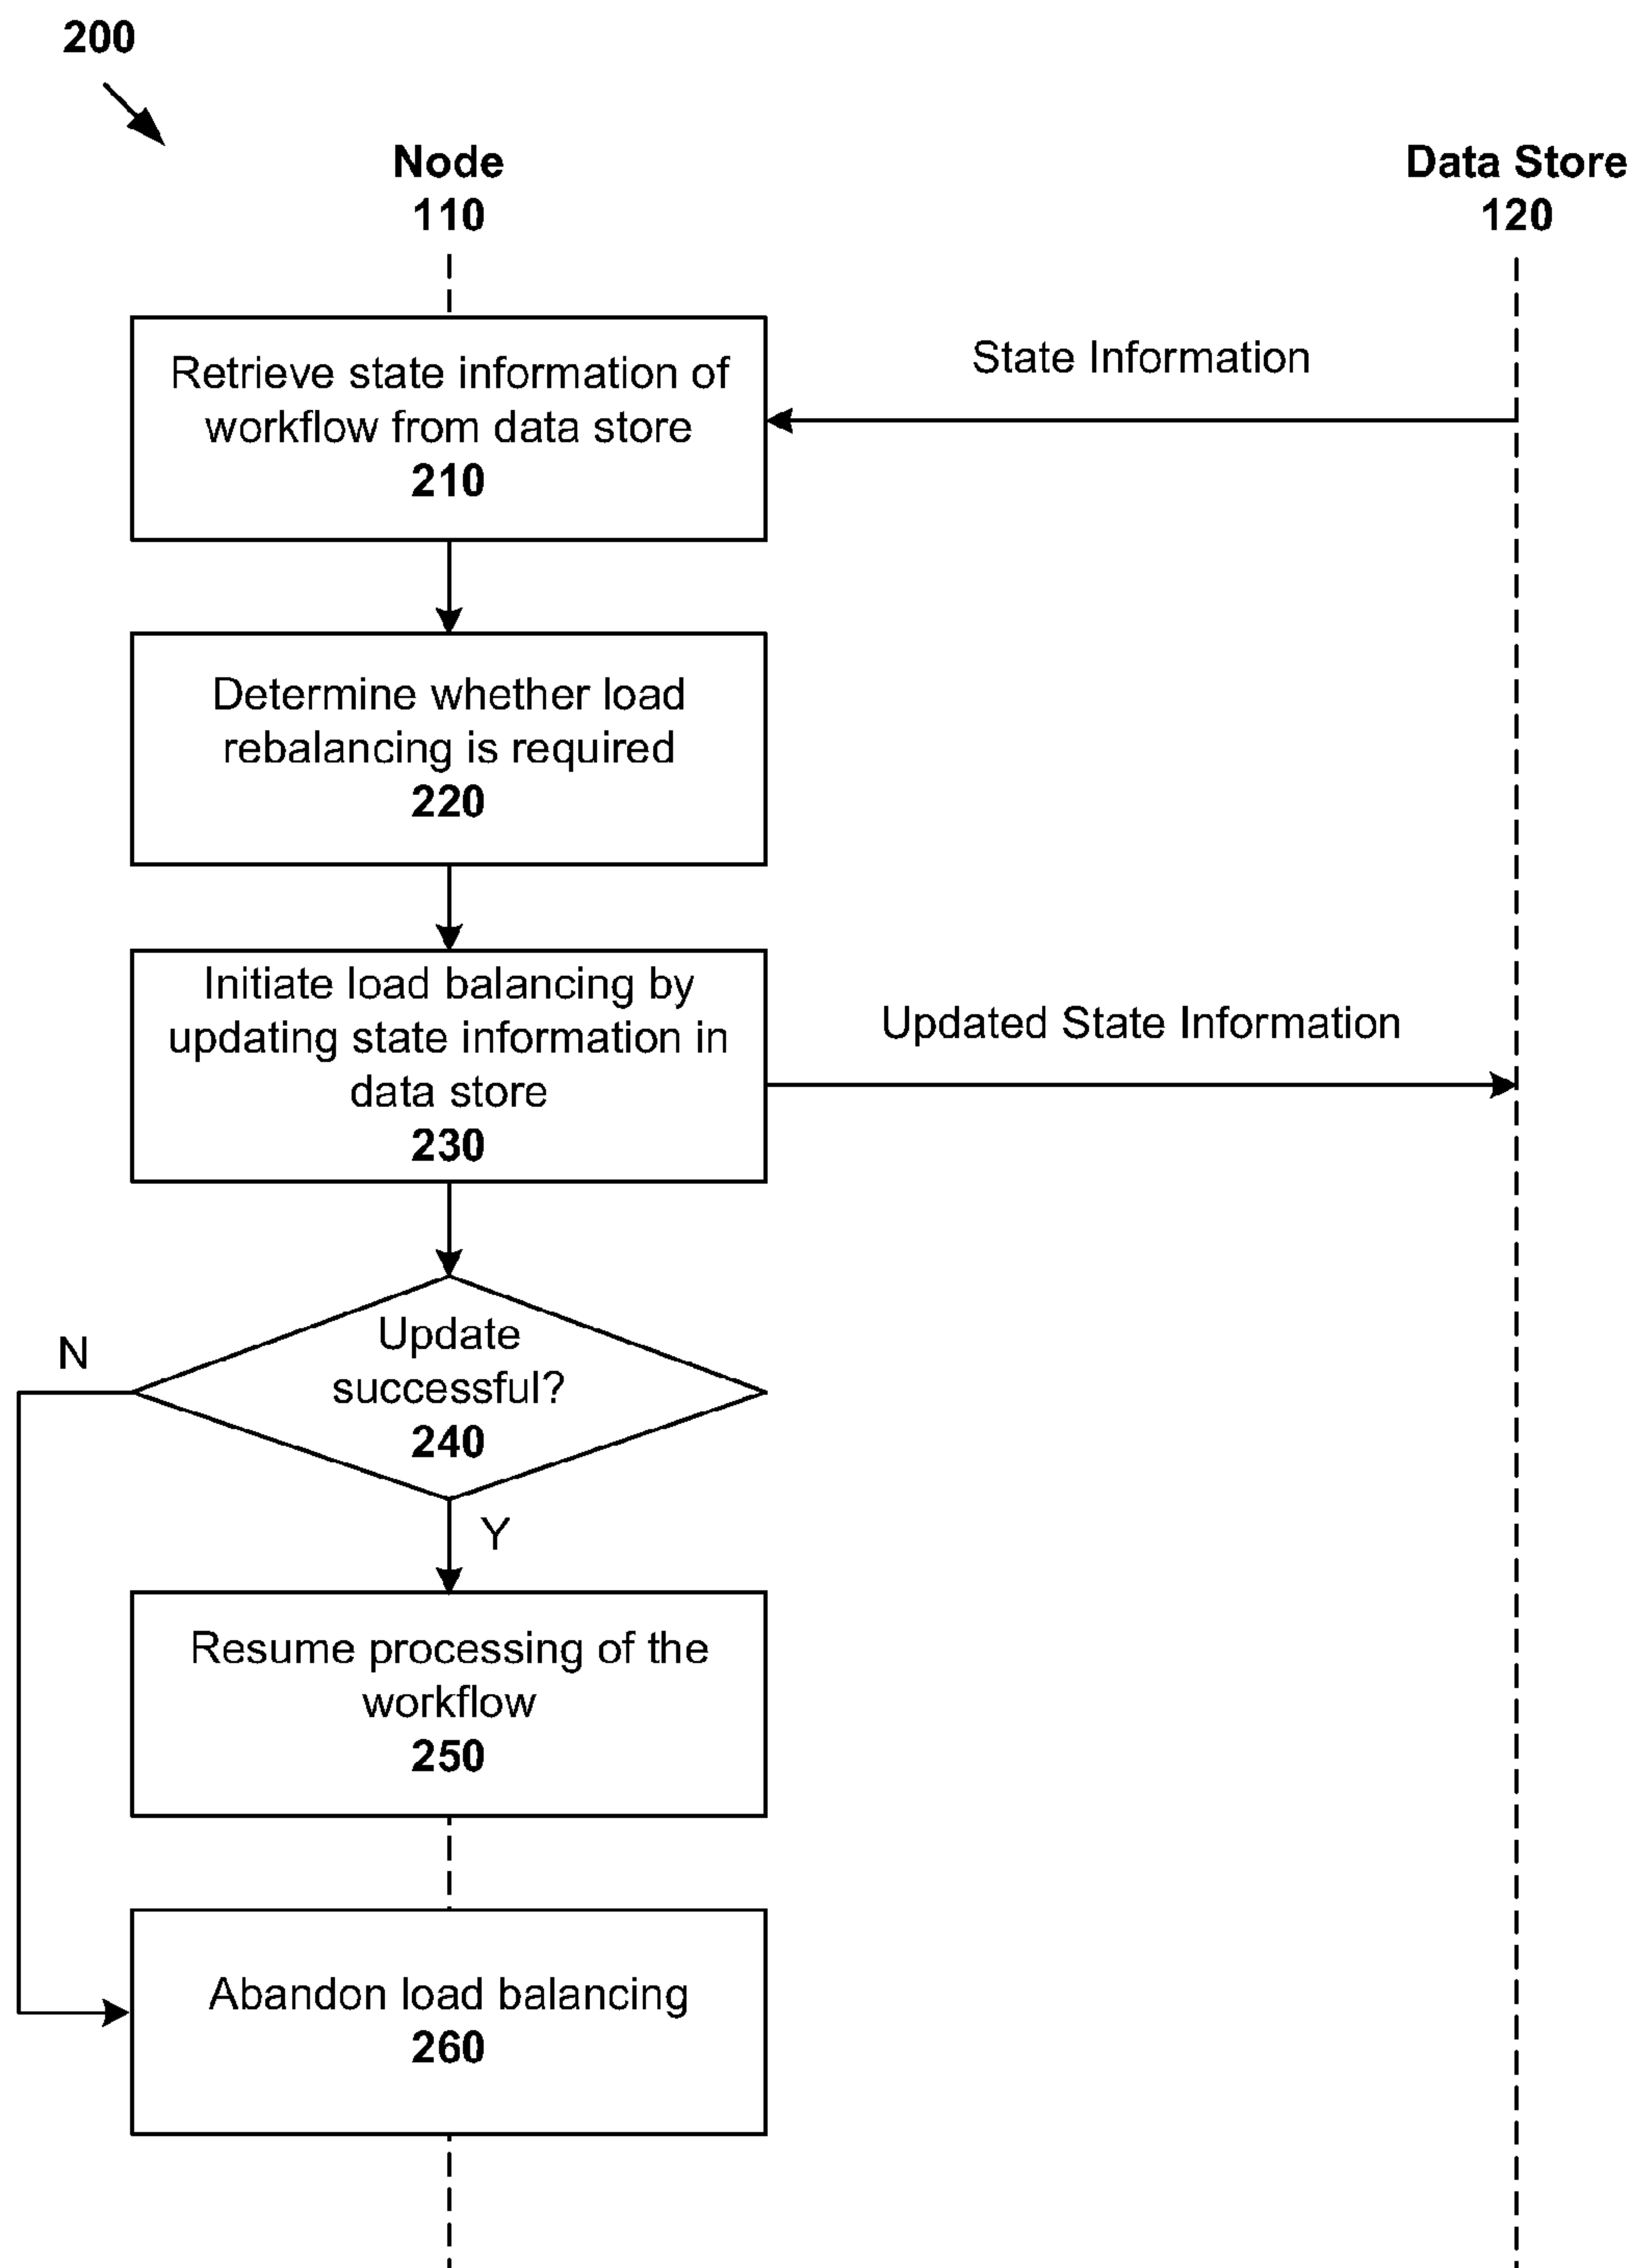 200
Node
110
Data Store
120
Retrieve state information of
workflow from data store
210
State Information
Determine whether load
rebalancing is required
220
Initiate load balancing by
updating state information in
data store
230
Updated State Information
Update
successful?
240
N
Y
Resume processing of the
workflow
250
Abandon load balancing
260